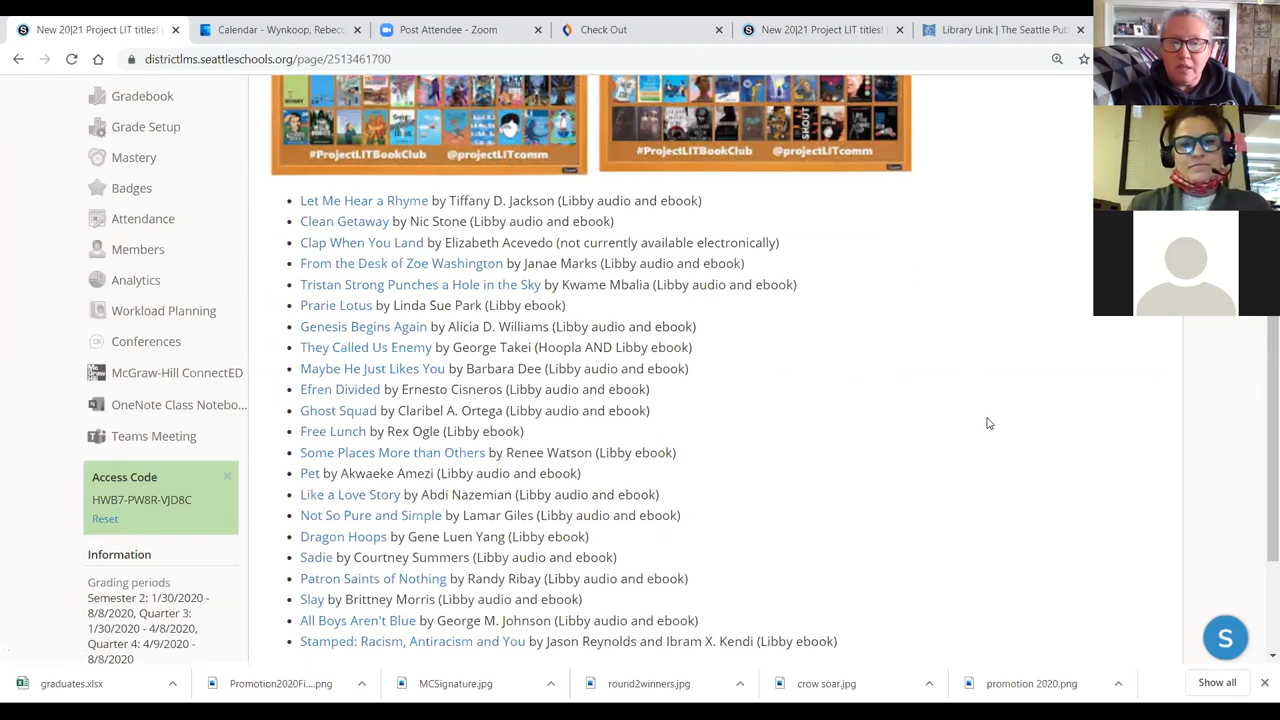 New 20|21 Project LIT titles! |
Calendar - Wynkoop, Rebecc
Post Attendee - Zoom
Check Out
New 20|21 Project LIT titles! |
Library Link | The Seattle Pub
districtlms.seattleschools.org/page/2513461700
Gradebook
Grade Setup
Mastery
Badges
Attendance
Members
Analytics
Workload Planning
Conferences
McGraw-Hill ConnectED
OneNote Class Notebo...
Teams Meeting
Access Code
HWB7-PW8R-VJD8C
Reset
Information
Grading periods
Semester 2: 1/30/2020 -
8/8/2020, Quarter 3:
1/30/2020 - 4/8/2020,
Quarter 4: 4/9/2020 -
8/8/2020
#ProjectLITBookClub @projectLITcomm
#ProjectLITBookClub @projectLITcomm
SHOUT
Let Me Hear a Rhyme by Tiffany D. Jackson (Libby audio and ebook)
Clean Getaway by Nic Stone (Libby audio and ebook)
Clap When You Land by Elizabeth Acevedo (not currently available electronically)
From the Desk of Zoe Washington by Janae Marks (Libby audio and ebook)
Tristan Strong Punches a Hole in the Sky by Kwame Mbalia (Libby audio and ebook)
Prarie Lotus by Linda Sue Park (Libby ebook)
Genesis Begins Again by Alicia D. Williams (Libby audio and ebook)
They Called Us Enemy by George Takei (Hoopla AND Libby ebook)
Maybe He Just Likes You by Barbara Dee (Libby audio and ebook)
Efren Divided by Ernesto Cisneros (Libby audio and ebook)
Ghost Squad by Claribel A. Ortega (Libby audio and ebook)
Free Lunch by Rex Ogle (Libby ebook)
Some Places More than Others by Renee Watson (Libby ebook)
Pet by Akwaeke Amezi (Libby audio and ebook)
Like a Love Story by Abdi Nazemian (Libby audio and ebook)
Not So Pure and Simple by Lamar Giles (Libby audio and ebook)
Dragon Hoops by Gene Luen Yang (Libby ebook)
Sadie by Courtney Summers (Libby audio and ebook)
Patron Saints of Nothing by Randy Ribay (Libby audio and ebook)
Slay by Brittney Morris (Libby audio and ebook)
All Boys Aren't Blue by George M. Johnson (Libby audio and ebook)
Stamped: Racism, Antiracism and You by Jason Reynolds and Ibram X. Kendi (Libby ebook)
S
graduates.xlsx
Promotion2020Fi....png
MCSignature.jpg
round2winners.jpg
crow soar.jpg
promotion 2020.png
Show all